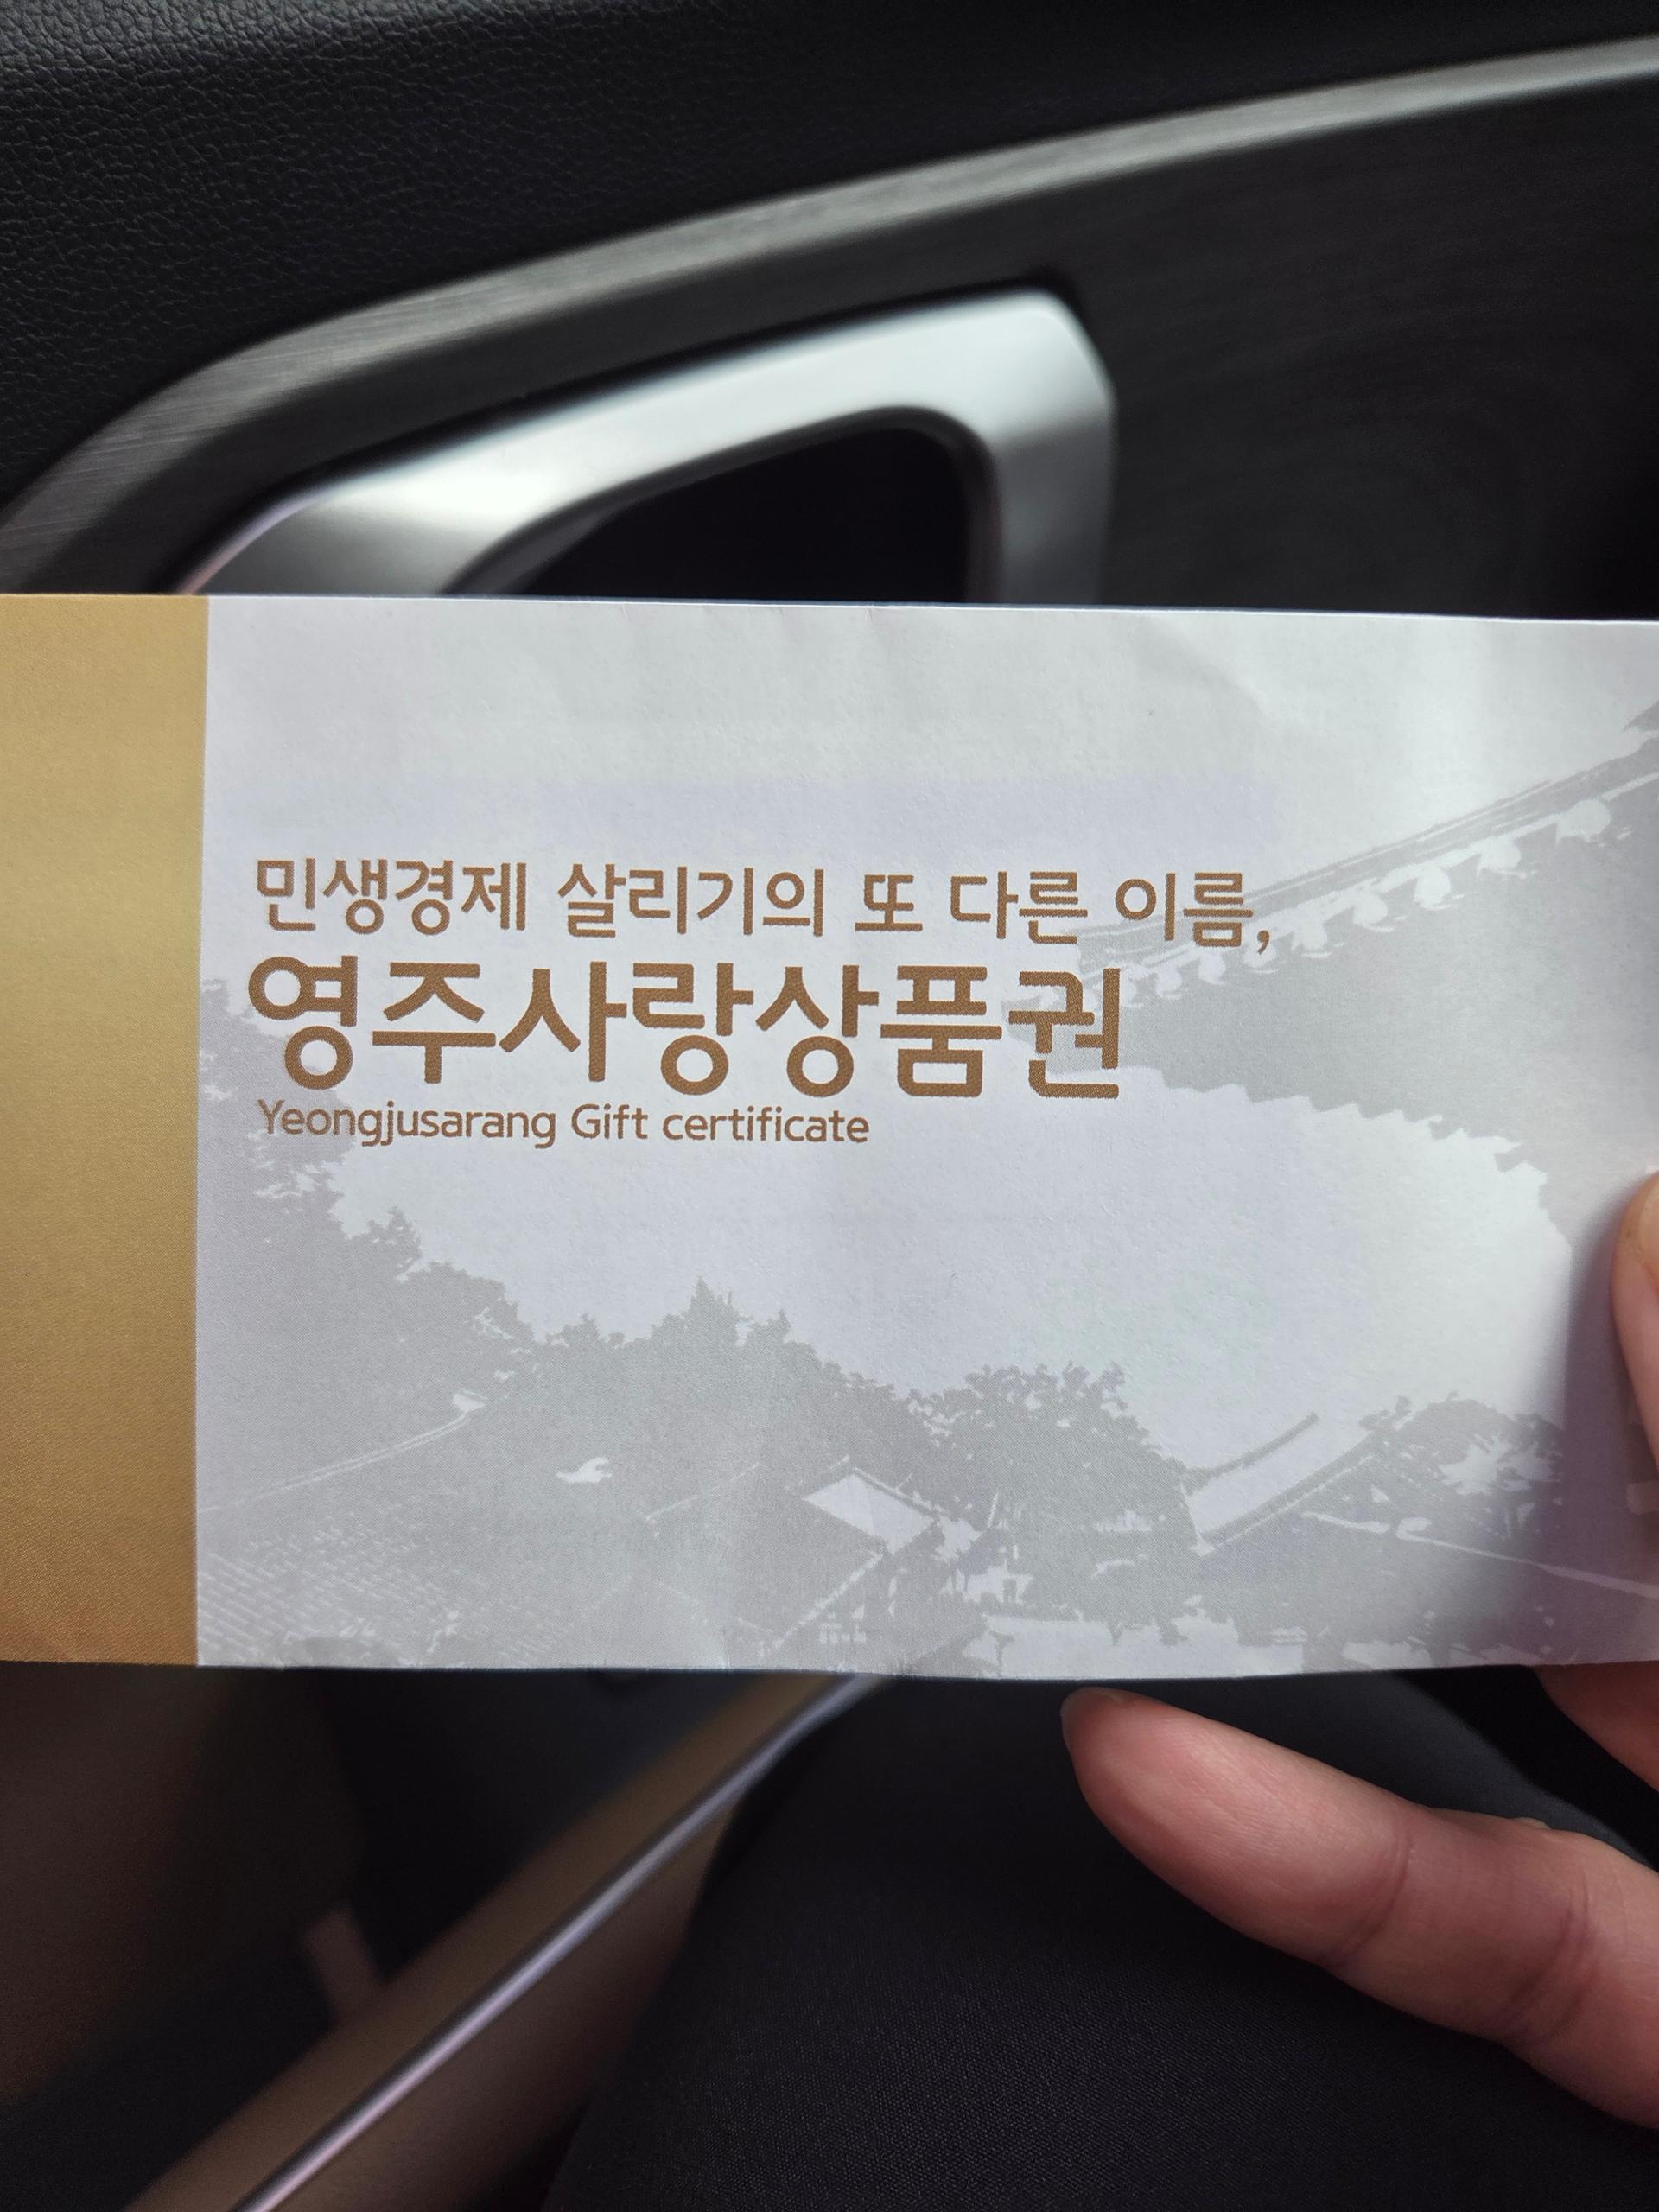 민생경제 살리기의 또 다른 이름,
영주사랑상품권
Yeongjusarang Gift certificate